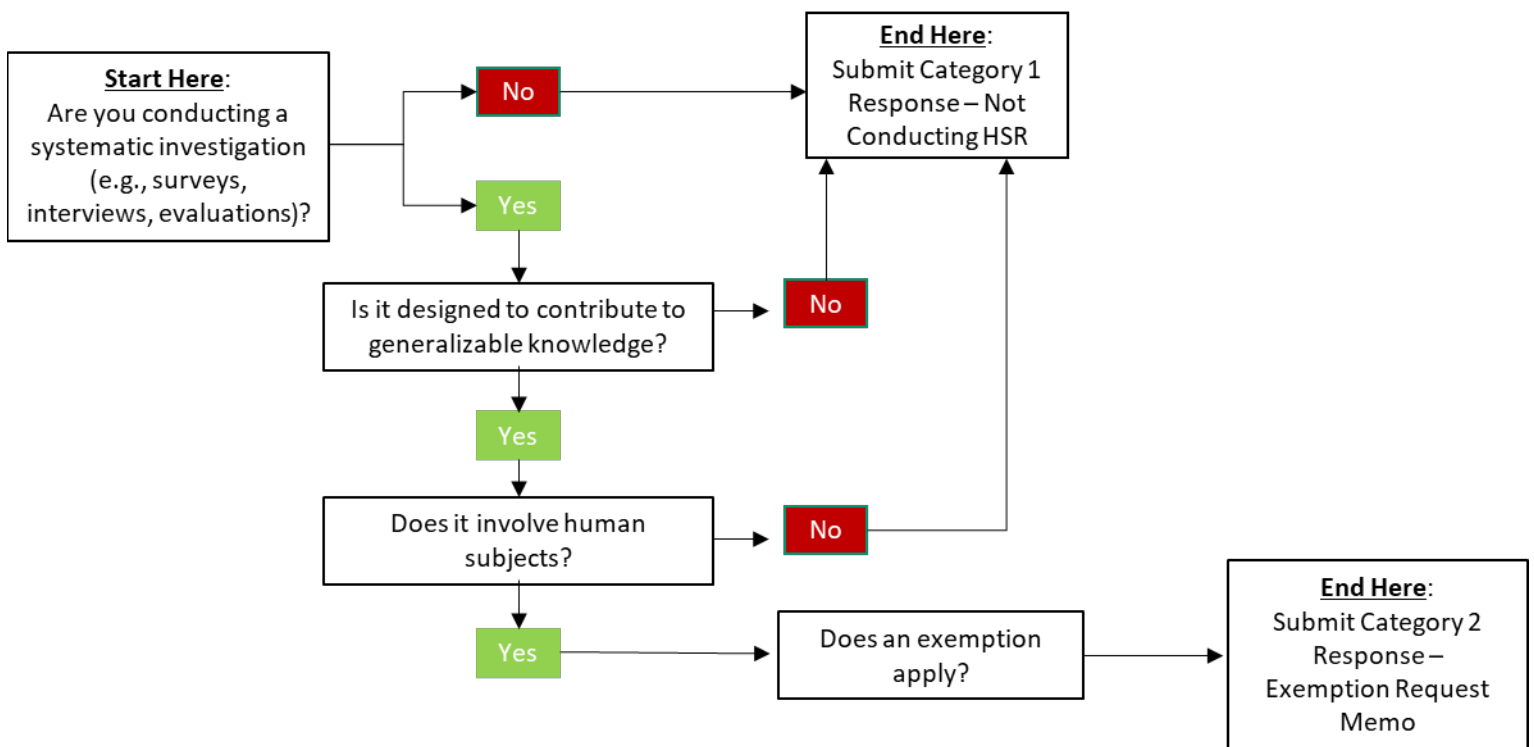 Start Here:
Are you conducting a
systematic investigation
(e.g., surveys,
interviews, evaluations)?
No
End Here:
Submit Category 1
Response – Not
Conducting HSR
Yes
Is it designed to contribute to
generalizable knowledge?
No
Yes
Does it involve human
subjects?
No
Yes
Does an exemption
apply?
End Here:
Submit Category 2
Response –
Exemption Request
Memo